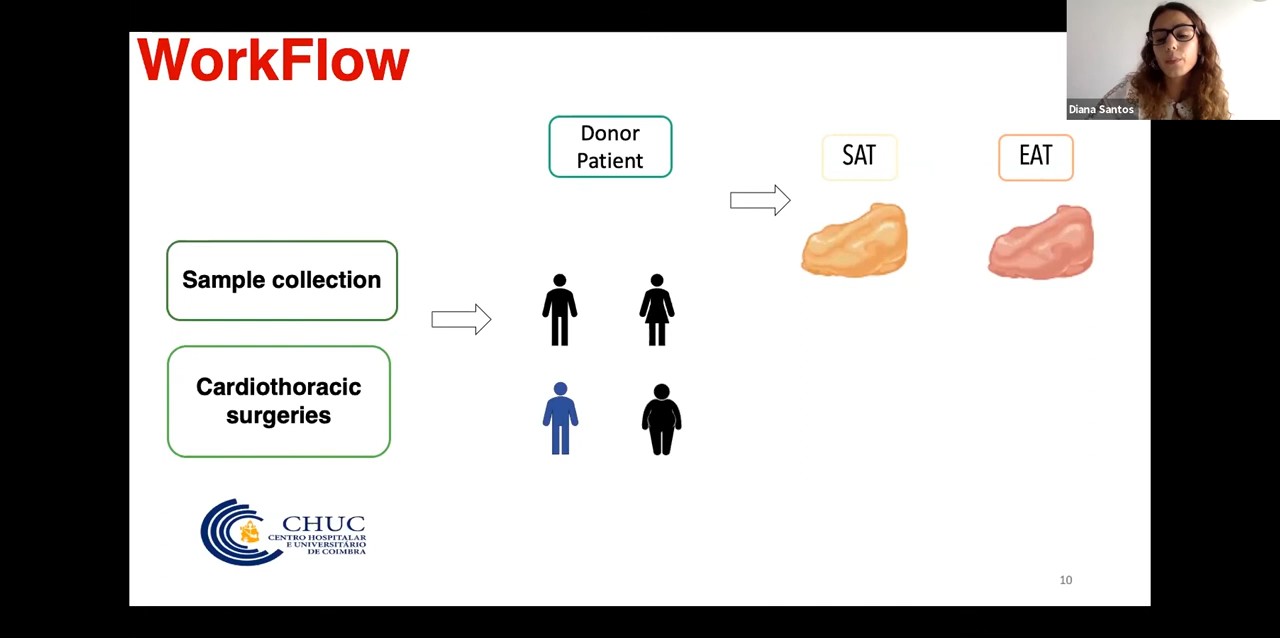 WorkFlow
Diana Santos
Donor
Patient
SAT
EAT
Sample collection
Cardiothoracic
surgeries
CHUC
CENTRO HOSPITALAR
E UNIVERSITÁRIO
DE COIMBRA
10